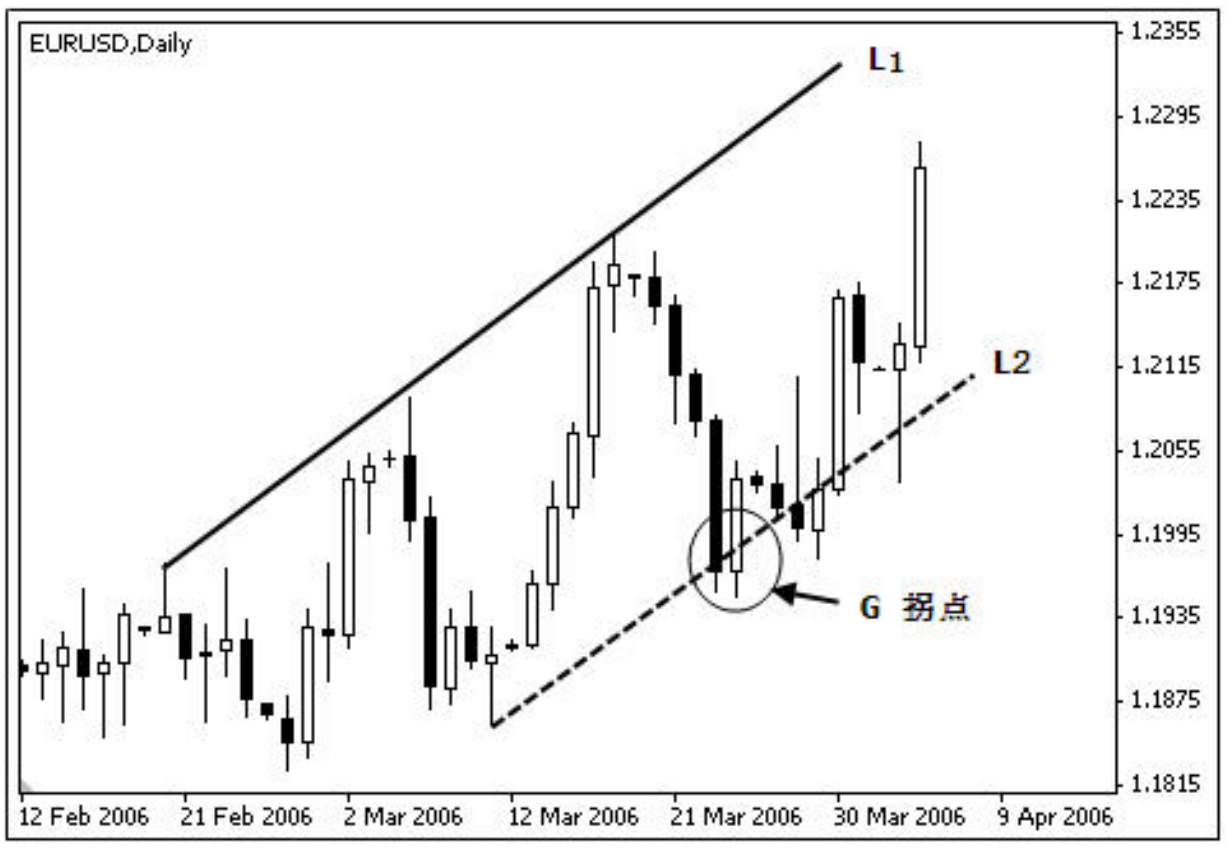 EURUSD,Daily
L1
L2
G 拐点
1.2355
1.2295
1.2235
1.2175
1.2115
1.2055
1.1995
1.1935
1.1875
1.1815
12 Feb 2006
21 Feb 2006
2 Mar 2006
12 Mar 2006
21 Mar 2006
30 Mar 2006
9 Apr 2006